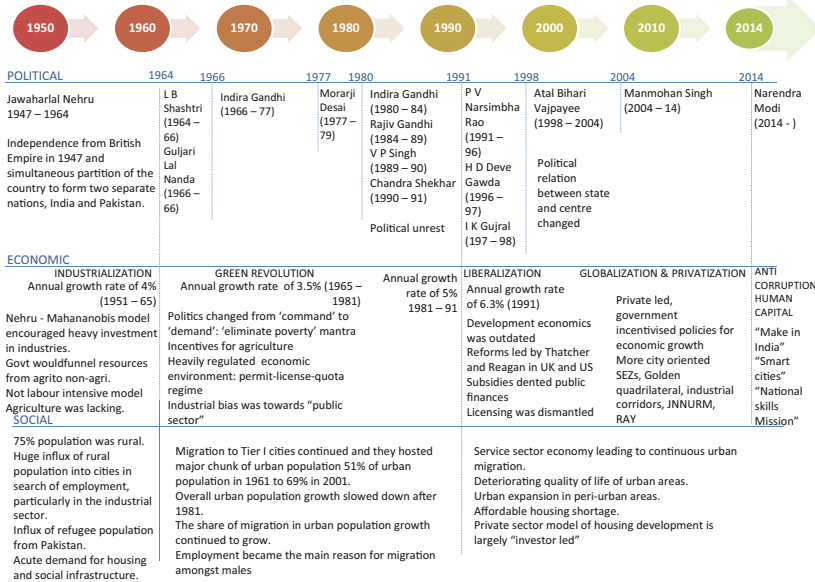 1950
1960
1970
1980
1990
2000
2010
2014
POLITICAL
1964
1966
1977
1980
1991
1998
2004
2014
Jawaharlal Nehru
1947 – 1964
Independence from British
Empire in 1947 and
simultaneous partition of the
country to form two separate
nations, India and Pakistan.
L B
Shashtri
(1964 –
66)
Guljari
Lal
Nanda
(1966 –
66)
Indira Gandhi
(1966 – 77)
Morarji
Desai
(1977 –
79)
Indira Gandhi
(1980 – 84)
Rajiv Gandhi
(1984 – 89)
V P Singh
(1989 – 90)
Chandra Shekhar
(1990 – 91)
Political unrest
P V
Narsimbha
Rao
(1991 –
96)
H D Deve
Gawda
(1996 –
97)
I K Gujral
(197 – 98)
Atal Bihari
Vajpayee
(1998 – 2004)
Political
relation
between state
and centre
changed
Manmohan Singh
(2004 – 14)
Narendra
Modi
(2014 - )
ECONOMIC
INDUSTRIALIZATION
Annual growth rate of 4%
(1951 – 65)
Nehru - Mahananobis model
encouraged heavy investment
in industries.
Govt wouldfunnel resources
from agrito non-agri.
Not labour intensive model
Agriculture was lacking.
GREEN REVOLUTION
Annual growth rate of 3.5% (1965 –
1981)
Politics changed from ‘command’ to
‘demand’: ‘eliminate poverty’ mantra
Incentives for agriculture
Heavily regulated economic
environment: permit-license-quota
regime
Industrial bias was towards “public
sector”
Annual growth
rate of 5%
1981 – 91
LIBERALIZATION
Annual growth rate
of 6.3% (1991)
Development economics
was outdated
Reforms led by Thatcher
and Reagan in UK and US
Subsidies dented public
finances
Licensing was dismantled
GLOBALIZATION & PRIVATIZATION
Private led,
government
incentivised policies for
economic growth
More city oriented
SEZs, Golden
quadrilateral, industrial
corridors, JNNURM,
RAY
ANTI
CORRUPTION
HUMAN
CAPITAL
“Make in
India”
“Smart
cities”
“National
skills
Mission”
SOCIAL
75% population was rural.
Huge influx of rural
population into cities in
search of employment,
particularly in the industrial
sector.
Influx of refugee population
from Pakistan.
Acute demand for housing
and social infrastructure.
Migration to Tier I cities continued and they hosted
major chunk of urban population 51% of urban
population in 1961 to 69% in 2001.
Overall urban population growth slowed down after
1981.
The share of migration in urban population growth
continued to grow.
Employment became the main reason for migration
amongst males
Service sector economy leading to continuous urban
migration.
Deteriorating quality of life of urban areas.
Urban expansion in peri-urban areas.
Affordable housing shortage.
Private sector model of housing development is
largely “investor led”